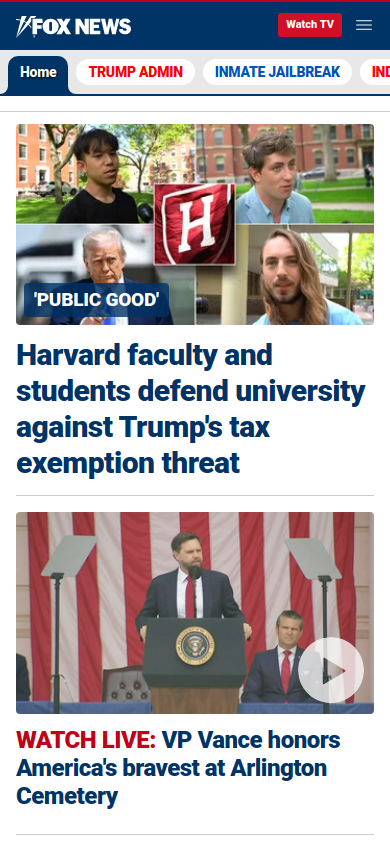 FOX NEWS
Watch TV
Home
TRUMP ADMIN
INMATE JAILBREAK
IND
H
'PUBLIC GOOD'
Harvard faculty and
students defend university
against Trump's tax
exemption threat
WATCH LIVE: VP Vance honors
America's bravest at Arlington
Cemetery